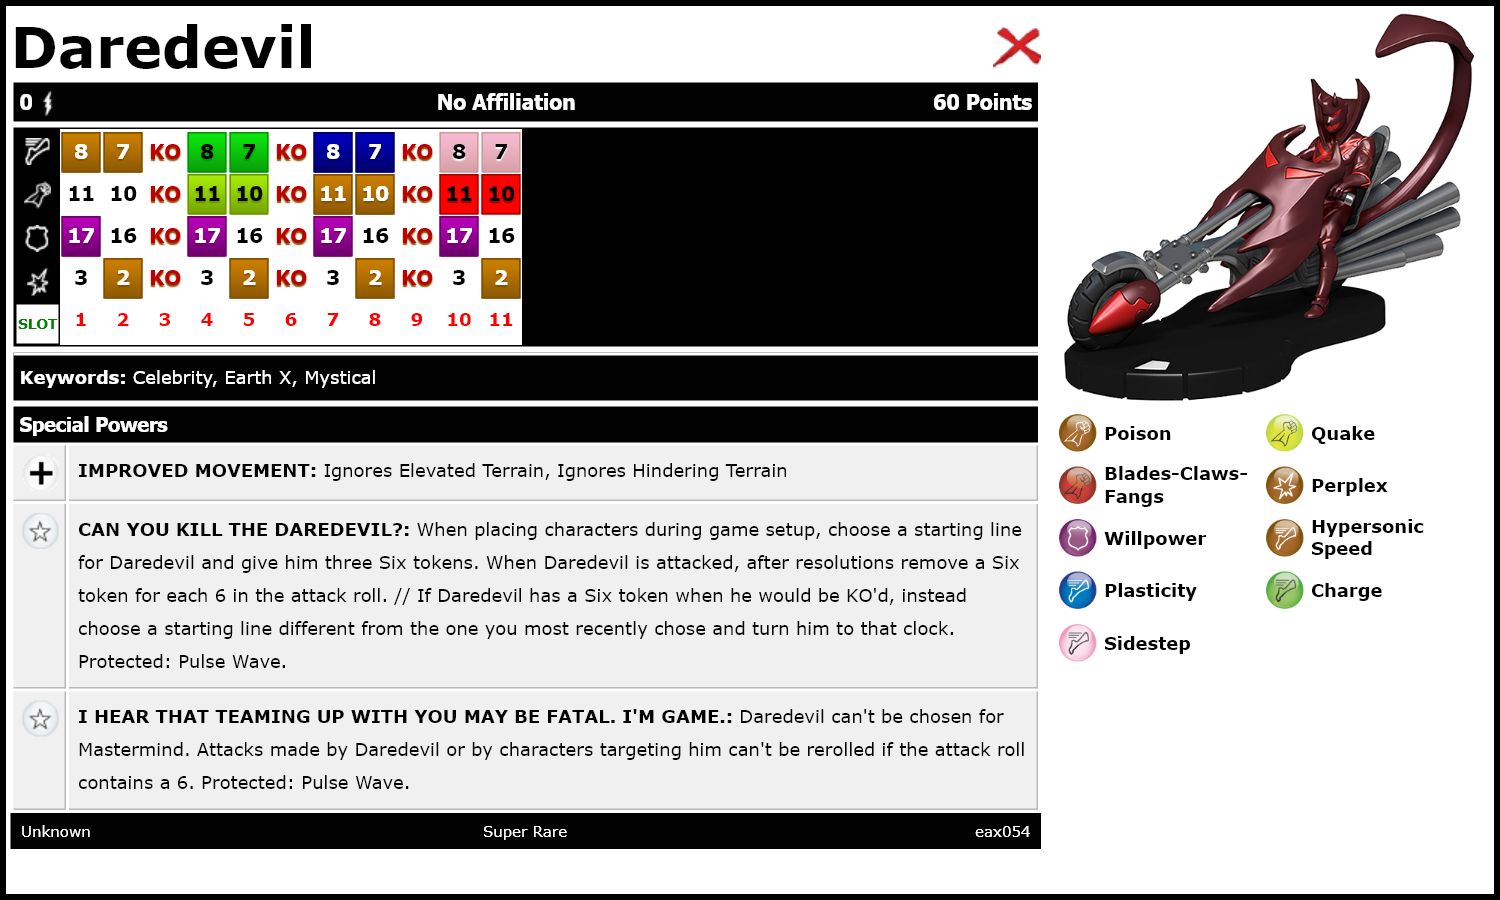 Daredevil
0 No Affiliation 60 Points
8 7 KO 8 7 KO 8 7 KO 8 7
11 10 KO 11 10 KO 11 10 KO 11 10
17 16 KO 17 16 KO 17 16 KO 17 16
3 2 KO 3 2 KO 3 2 KO 3 2
SLOT 1 2 3 4 5 6 7 8 9 10 11
Keywords: Celebrity, Earth X, Mystical
Special Powers
IMPROVED MOVEMENT: Ignores Elevated Terrain, Ignores Hindering Terrain
CAN YOU KILL THE DAREDEVIL?: When placing characters during game setup, choose a starting line
for Daredevil and give him three Six tokens. When Daredevil is attacked, after resolutions remove a Six
token for each 6 in the attack roll. // If Daredevil has a Six token when he would be KO'd, instead
choose a starting line different from the one you most recently chose and turn him to that clock.
Protected: Pulse Wave.
I HEAR THAT TEAMING UP WITH YOU MAY BE FATAL. I'M GAME.: Daredevil can't be chosen for
Mastermind. Attacks made by Daredevil or by characters targeting him can't be rerolled if the attack roll
contains a 6. Protected: Pulse Wave.
Unknown Super Rare eax054
Poison Quake
Blades-Claws-
Fangs
Perplex
Willpower
Hypersonic
Speed
Plasticity Charge
Sidestep